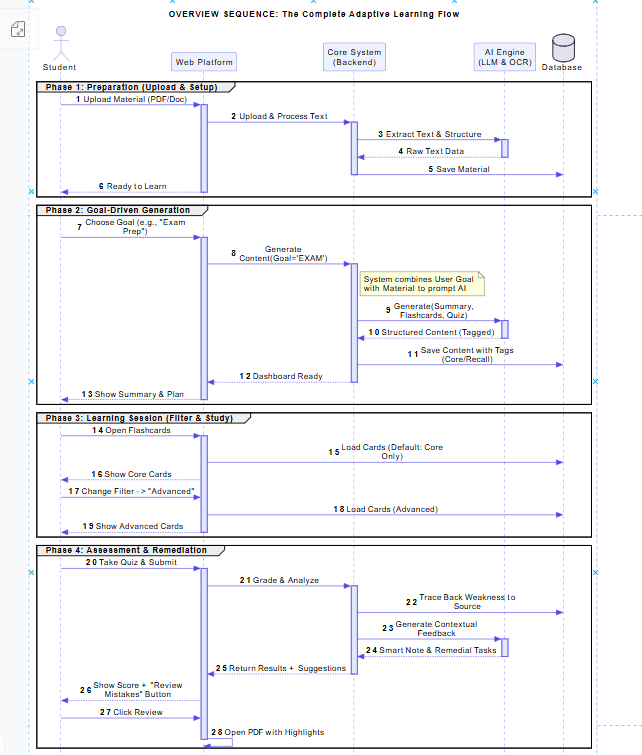 OVERVIEW SEQUENCE: The Complete Adaptive Learning Flow
Student
Web Platform
Core System
(Backend)
AI Engine
(LLM & OCR)
Database
Phase 1: Preparation (Upload & Setup)
1 Upload Material (PDF/Doc)
2 Upload & Process Text
3 Extract Text & Structure
4 Raw Text Data
5 Save Material
6 Ready to Learn
Phase 2: Goal-Driven Generation
7 Choose Goal (e.g., "Exam
Prep")
8 Generate
Content(Goal='EXAM')
System combines User Goal
with Material to prompt AI
9 Generate(Summary,
Flashcards, Quiz)
10 Structured Content (Tagged)
11 Save Content with Tags
(Core/Recall)
12 Dashboard Ready
13 Show Summary & Plan
Phase 3: Learning Session (Filter & Study)
14 Open Flashcards
15 Load Cards (Default: Core
Only)
16 Show Core Cards
17 Change Filter -> "Advanced"
18 Load Cards (Advanced)
19 Show Advanced Cards
Phase 4: Assessment & Remediation
20 Take Quiz & Submit
21 Grade & Analyze
22 Trace Back Weakness to
Source
23 Generate Contextual
Feedback
24 Smart Note & Remedial Tasks
25 Return Results + Suggestions
26 Show Score + "Review
Mistakes" Button
27 Click Review
28 Open PDF with Highlights